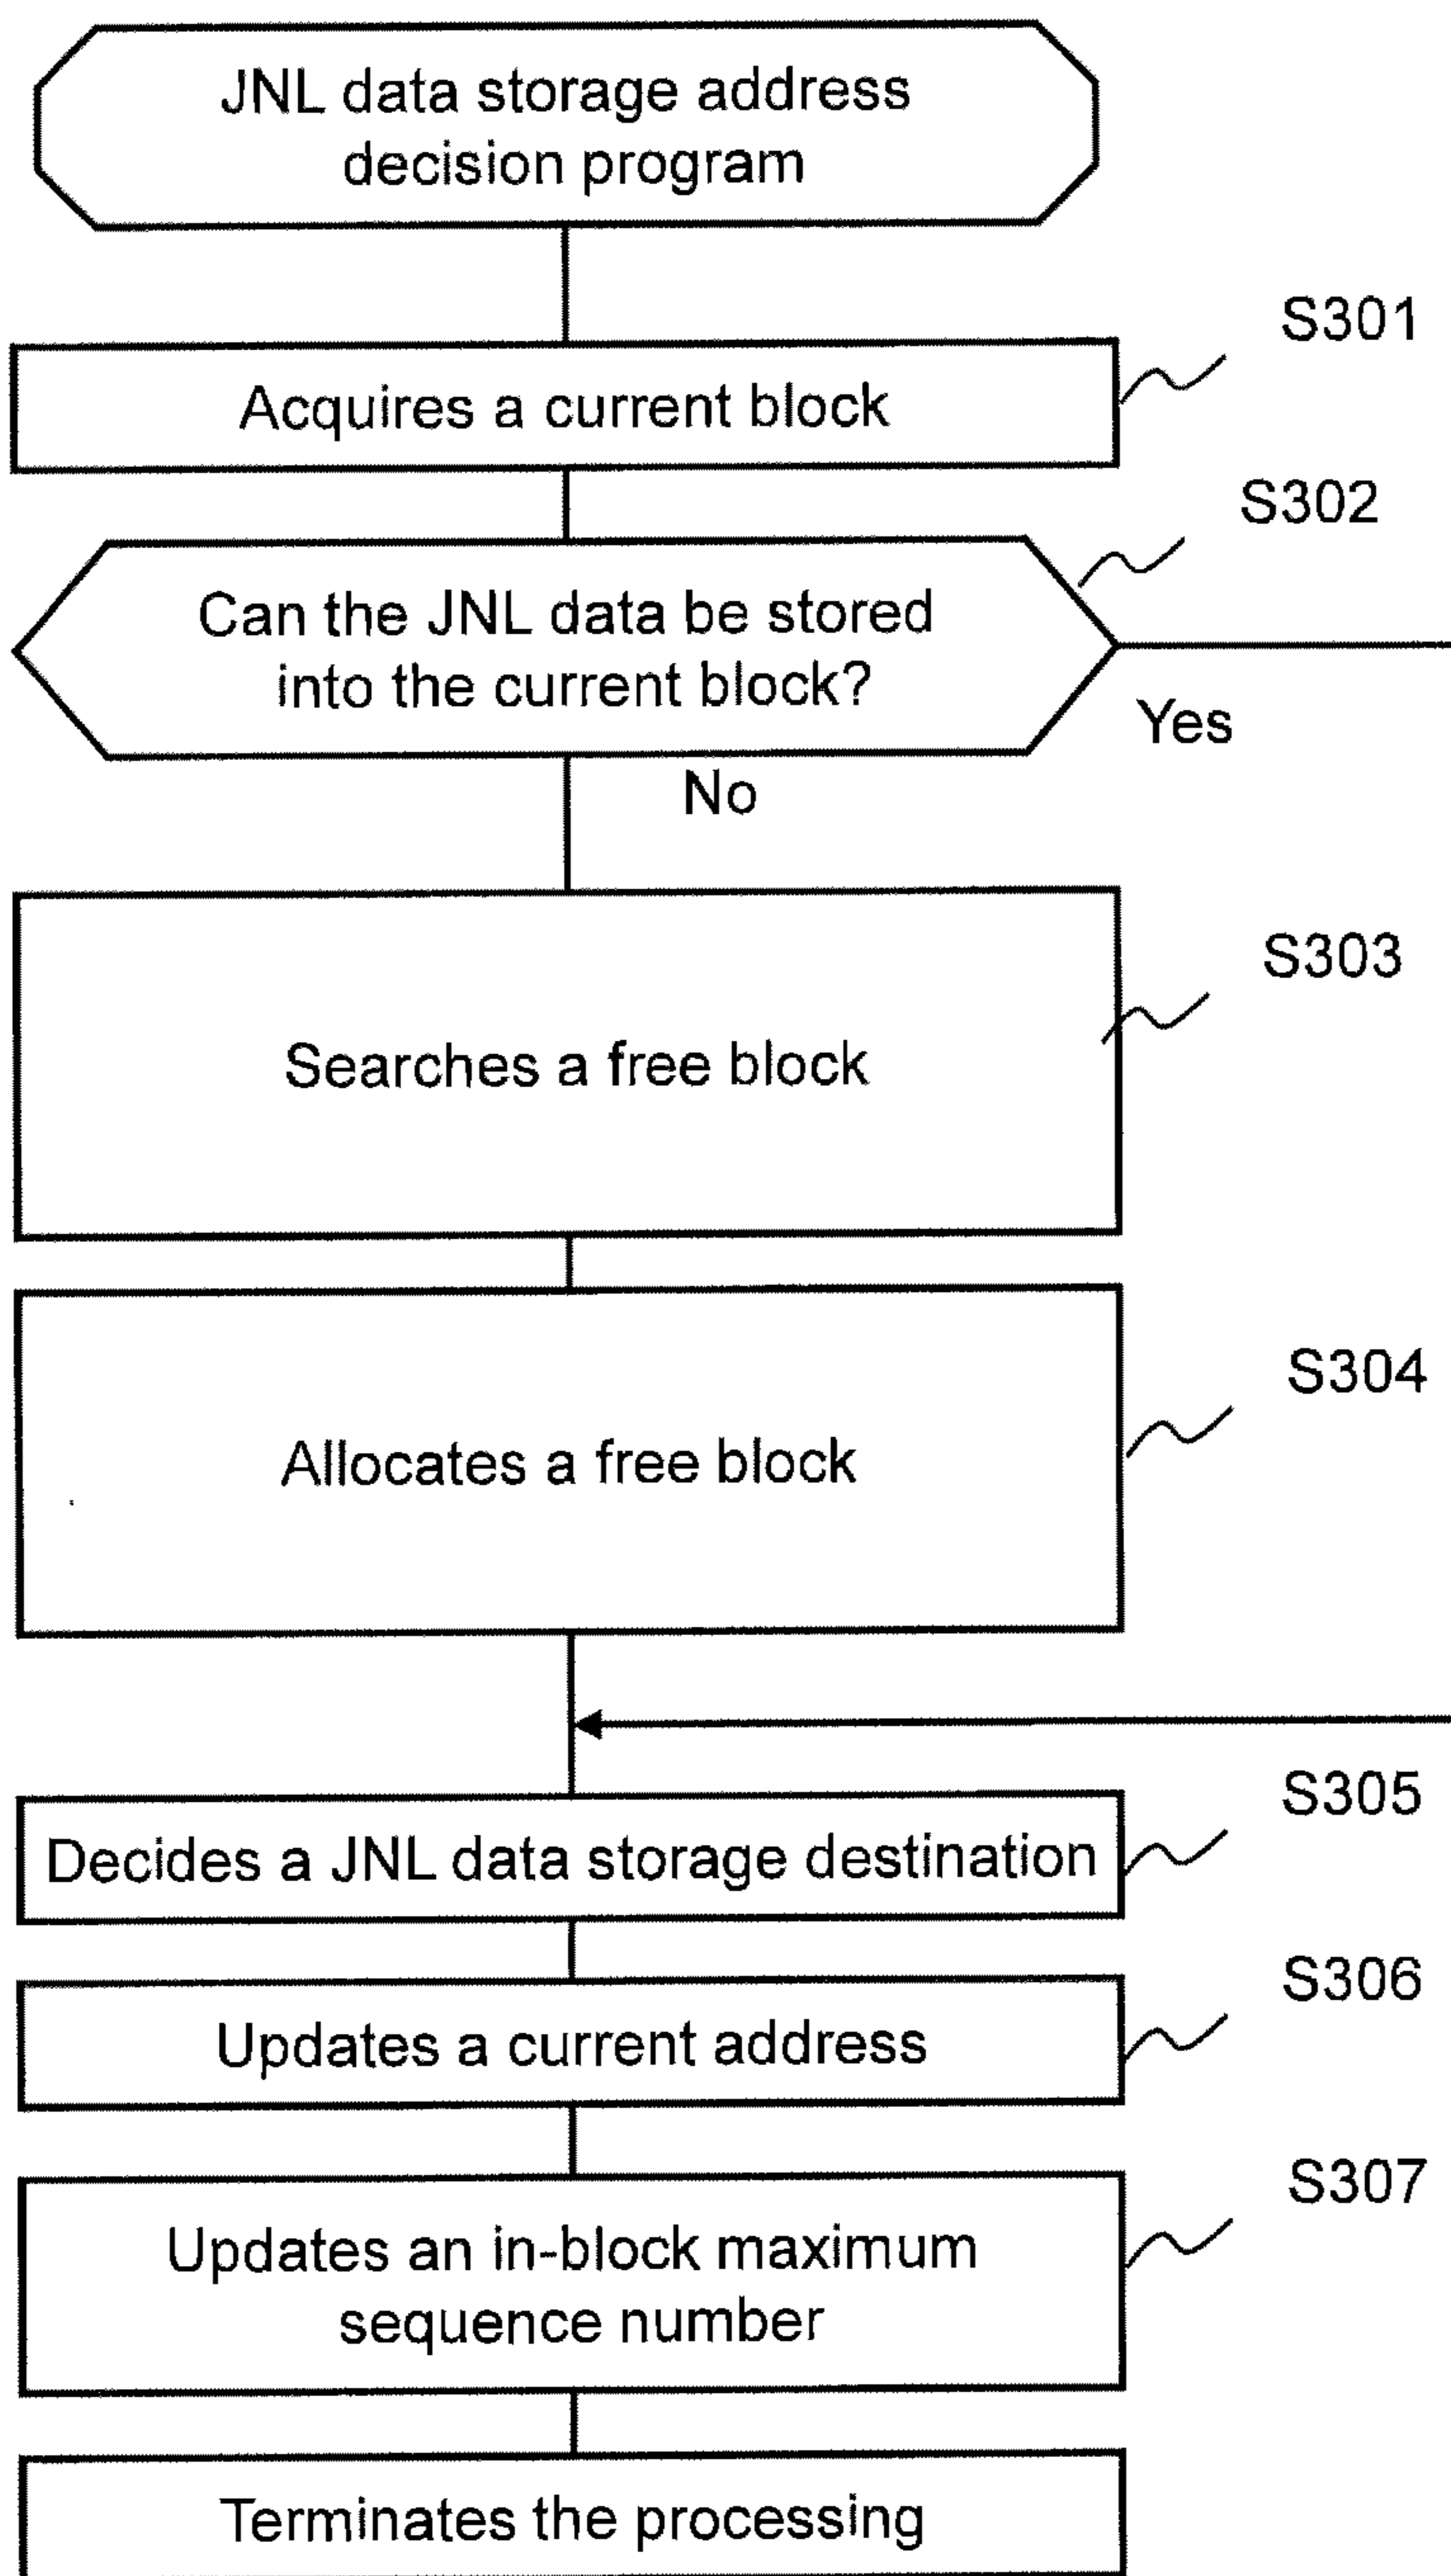 JNL data storage address
decision program
S301
Acquires a current block
S302
Can the JNL data be stored
into the current block?
Yes
No
S303
Searches a free block
S304
Allocates a free block
S305
Decides a JNL data storage destination
S306
Updates a current address
S307
Updates an in-block maximum
sequence number
Terminates the processing